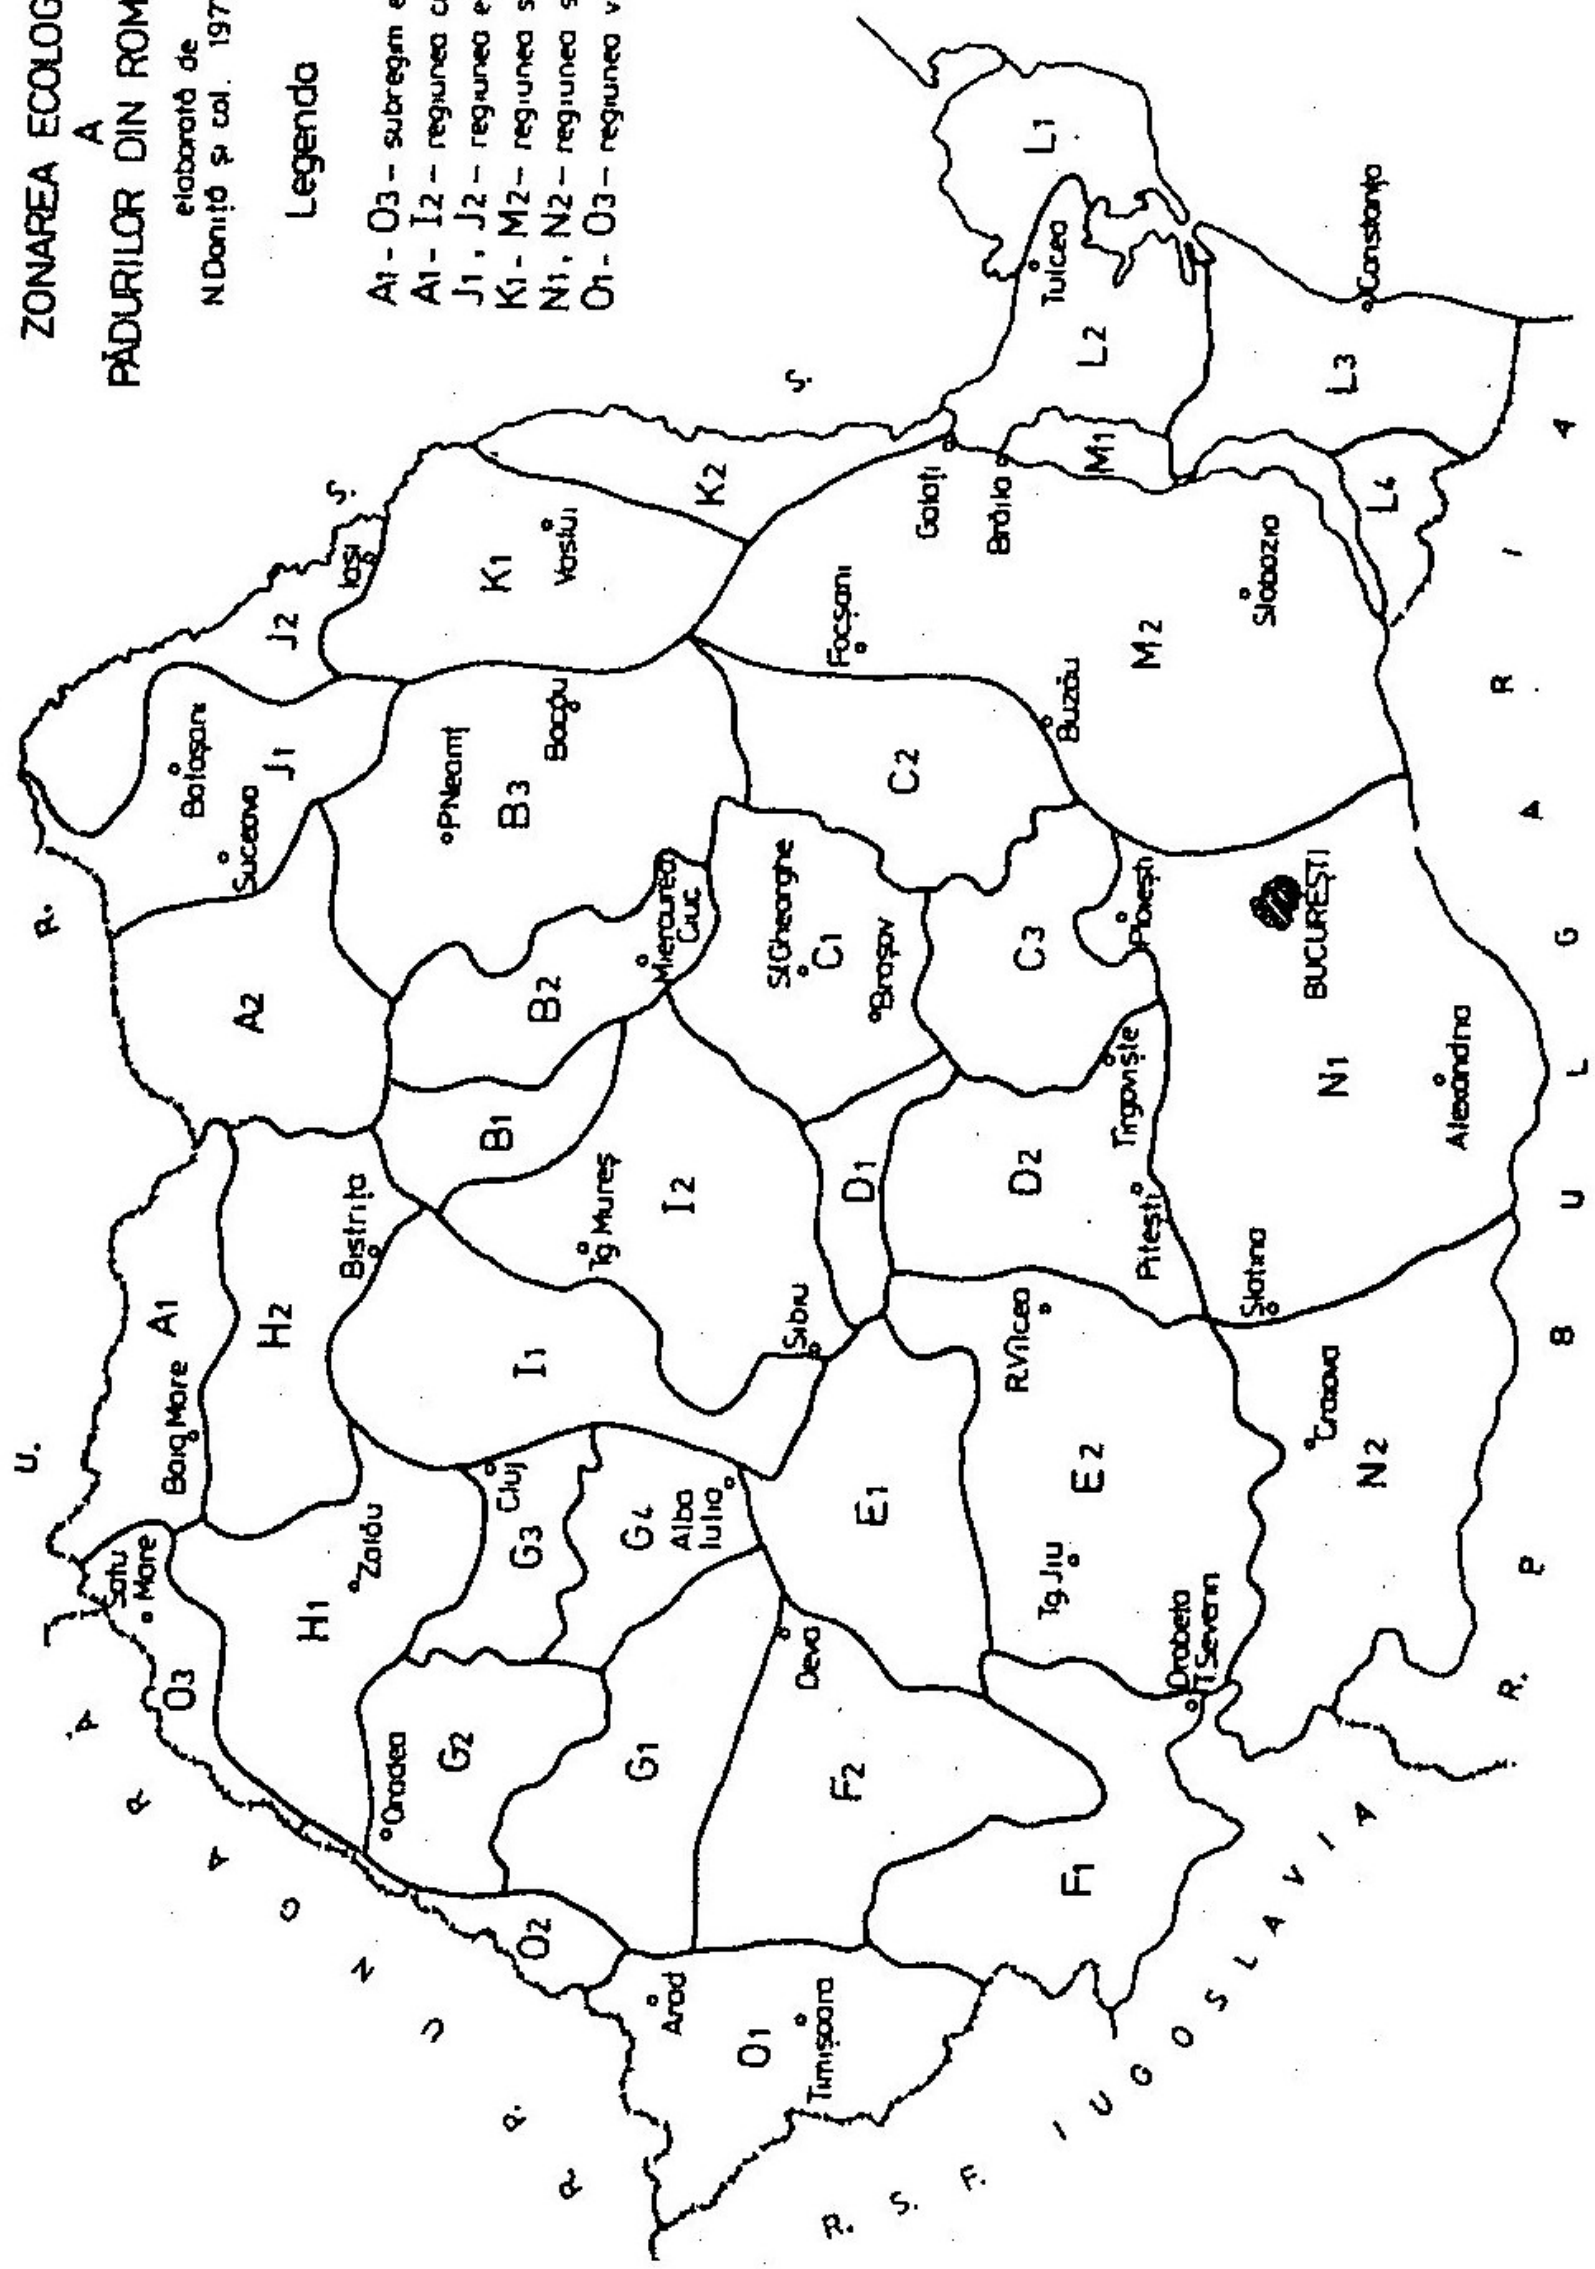 ZONAREA ECOLOG
A
PĂDURILOR DIN ROM
elaborată de
N.Doniță și col. 197
Legenda
A1 - O3 - subregim e
A1 - I2 - regiunea c
J1, J2 - regiunea e
K1 - M2 - regiunea s
N1, N2 - regiunea s
O1 - O3 - regiunea v
U.
R.
S.
S.
R. P. U N G A R A
R. S. F. IUGOSLAVIA
R. P. B U L G A R I A
Satu
Mare
O3
Baia Mare
A1
H2
Bistrița
A2
Suceava
Botoșani
J1
J2
Iași
H1
Zalău
Oradea
G2
Cluj
G3
I1
B1
B2
P.Neamț
B3
Bacău
K1
Vaslui
K2
O2
G1
G4
Alba
Iulia
Tg. Mureș
I2
Miercurea
Ciuc
Arad
O1
Timișoara
F2
Deva
E1
Sibiu
D1
Sf.Gheorghe
C1
Brașov
C2
Focșani
Galați
Brăila
M1
L1
Tulcea
L2
F1
Tg. Jiu
E2
R.Vîlcea
D2
Tîrgoviște
C3
Ploiești
Buzău
M2
Drobeta
T.Severin
Pitești
Slatina
Craiova
N2
N1
Alexandria
BUCUREȘTI
Slobozia
L4
L3
Constanța